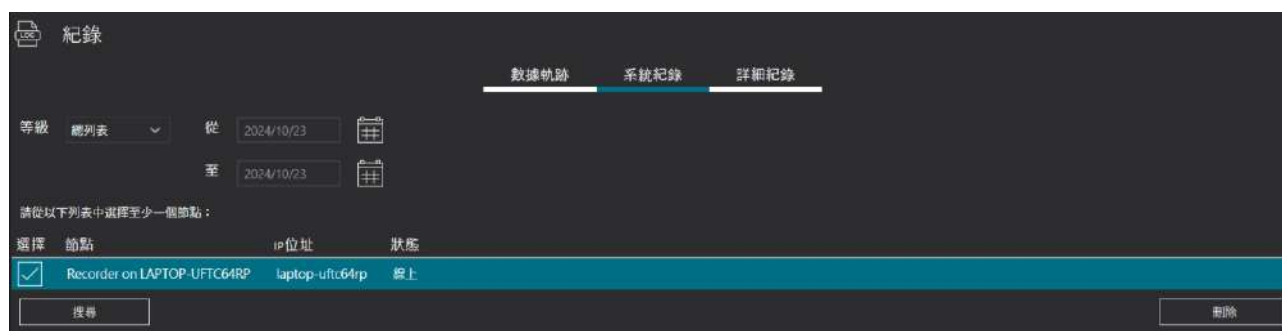 LOG 紀錄
數據軌跡 系統紀錄 詳細紀錄
等級 總列表 從 2024/10/23
至 2024/10/23
請從以下列表中選擇至少一個節點：
選擇 節點 IP位址 狀態
Recorder on LAPTOP-UFTC64RP laptop-uftc64rp 線上
搜尋 刪除